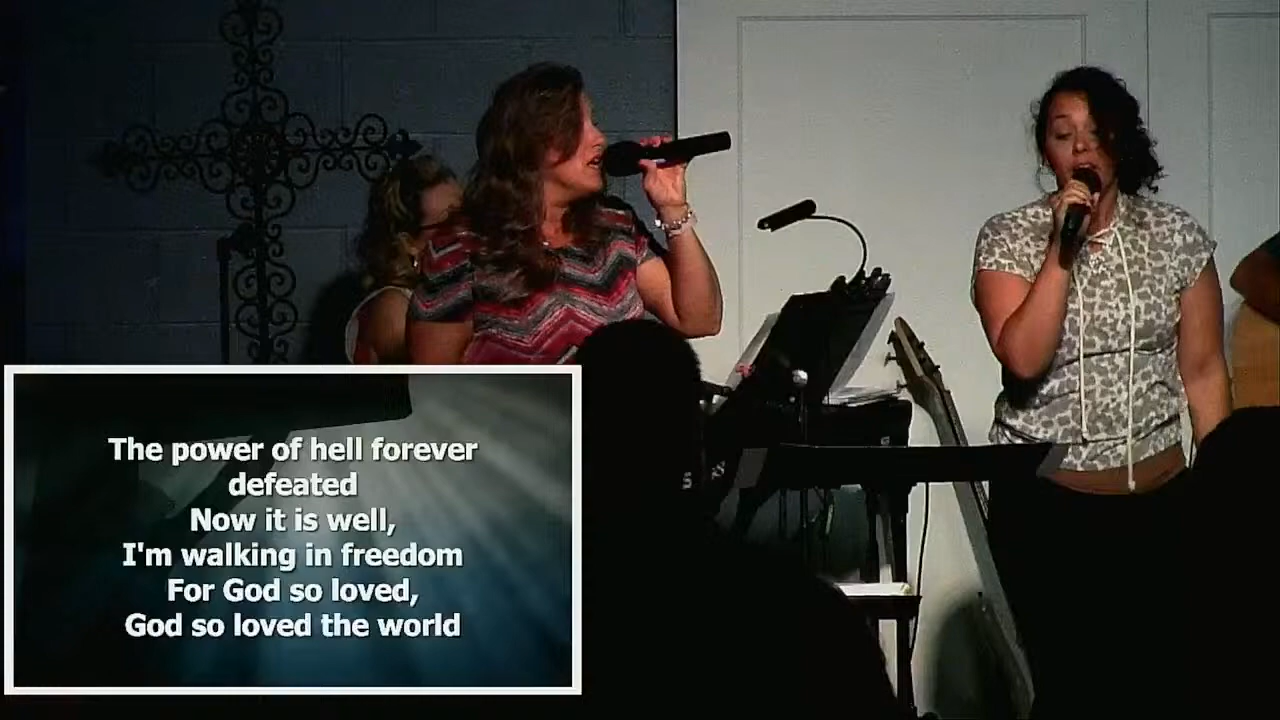 The power of hell forever
defeated
Now it is well,
I'm walking in freedom
For God so loved,
God so loved the world